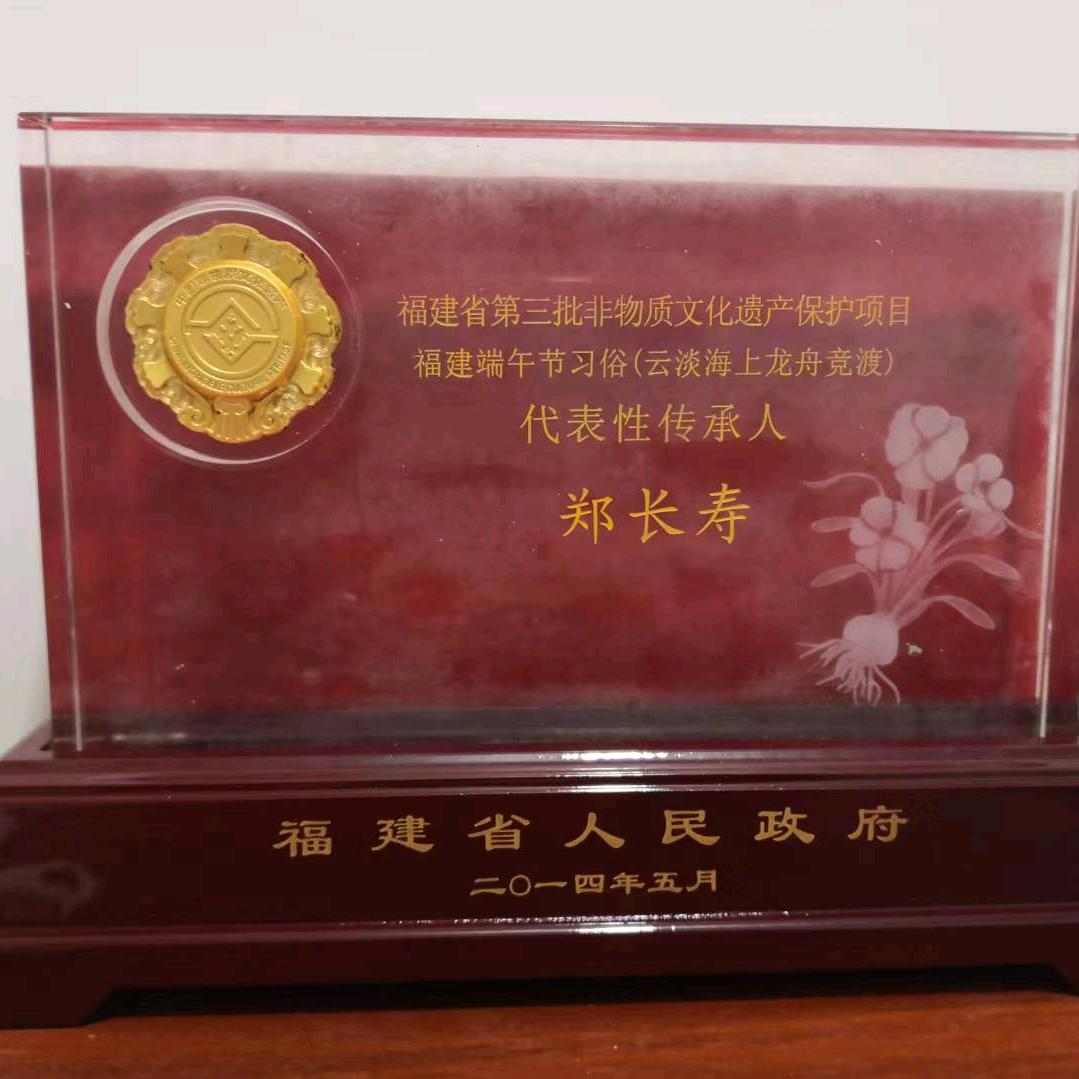 福建省第三批非物质文化遗产保护项目
福建端午节习俗(云淡海上龙舟竞渡)
代表性传承人
郑长寿
福建省人民政府
二〇一四年五月